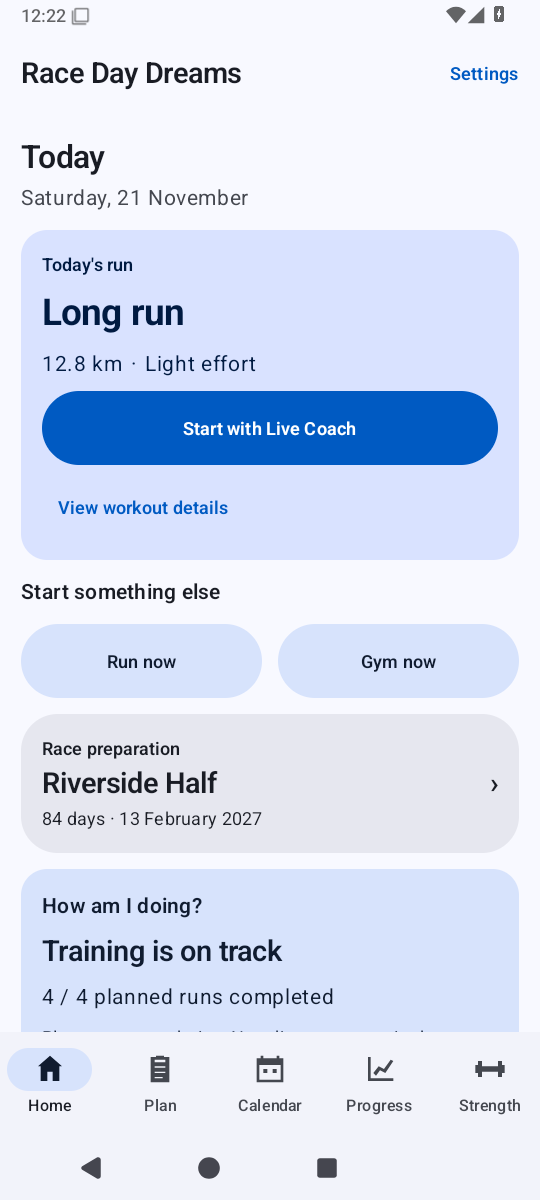 12:22
Race Day Dreams
Settings
Today
Saturday, 21 November
Today's run
Long run
12.8 km · Light effort
Start with Live Coach
View workout details
Start something else
Run now
Gym now
Race preparation
Riverside Half
84 days · 13 February 2027
›
How am I doing?
Training is on track
4 / 4 planned runs completed
Home
Plan
Calendar
Progress
Strength